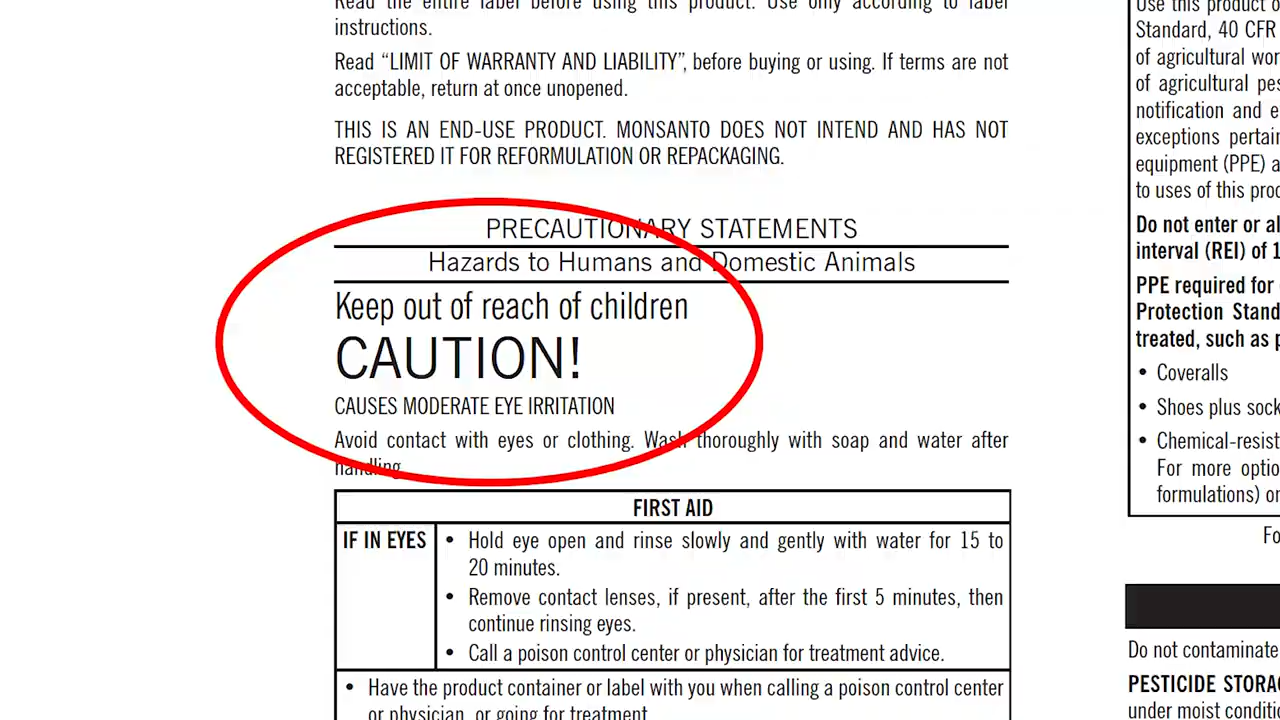 Read the entire label before using this product. Use only according to label
instructions.
Read “LIMIT OF WARRANTY AND LIABILITY”, before buying or using. If terms are not
acceptable, return at once unopened.
THIS IS AN END-USE PRODUCT. MONSANTO DOES NOT INTEND AND HAS NOT
REGISTERED IT FOR REFORMULATION OR REPACKAGING.
PRECAUTIONARY STATEMENTS
Hazards to Humans and Domestic Animals
Keep out of reach of children
CAUTION!
CAUSES MODERATE EYE IRRITATION
Avoid contact with eyes or clothing. Wash thoroughly with soap and water after
handling.
FIRST AID
IF IN EYES
• Hold eye open and rinse slowly and gently with water for 15 to
20 minutes.
• Remove contact lenses, if present, after the first 5 minutes, then
continue rinsing eyes.
• Call a poison control center or physician for treatment advice.
• Have the product container or label with you when calling a poison control center
or physician, or going for treatment.
Use this product o
Standard, 40 CFR
of agricultural wor
of agricultural pes
notification and e
exceptions pertain
equipment (PPE) a
to uses of this proc
Do not enter or al
interval (REI) of 1
PPE required for
Protection Stand
treated, such as p
• Coveralls
• Shoes plus sock
• Chemical-resist
For more optio
formulations) or
Fo
Do not contaminate
PESTICIDE STORAG
under moist conditio